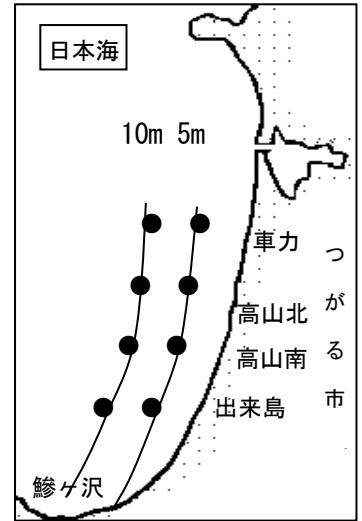 日本海
10m 5m
車力
高山北
高山南
出来島
つがる市
鰺ヶ沢